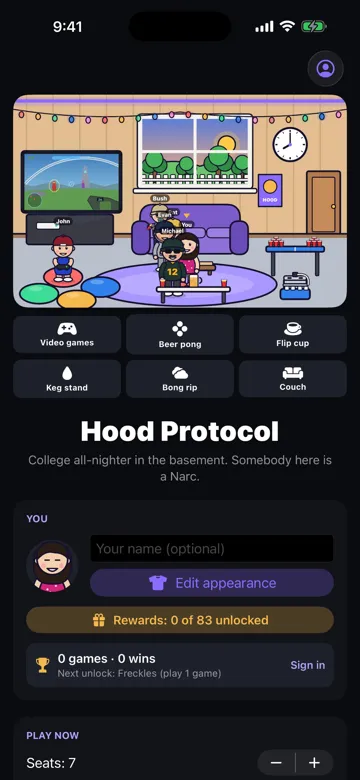 9:41
HOOD
John
Bush
Evan
You
Michael
12
Video games
Beer pong
Flip cup
Keg stand
Bong rip
Couch
Hood Protocol
College all-nighter in the basement. Somebody here is
a Narc.
YOU
Your name (optional)
Edit appearance
Rewards: 0 of 83 unlocked
0 games · 0 wins
Next unlock: Freckles (play 1 game)
Sign in
PLAY NOW
Seats: 7